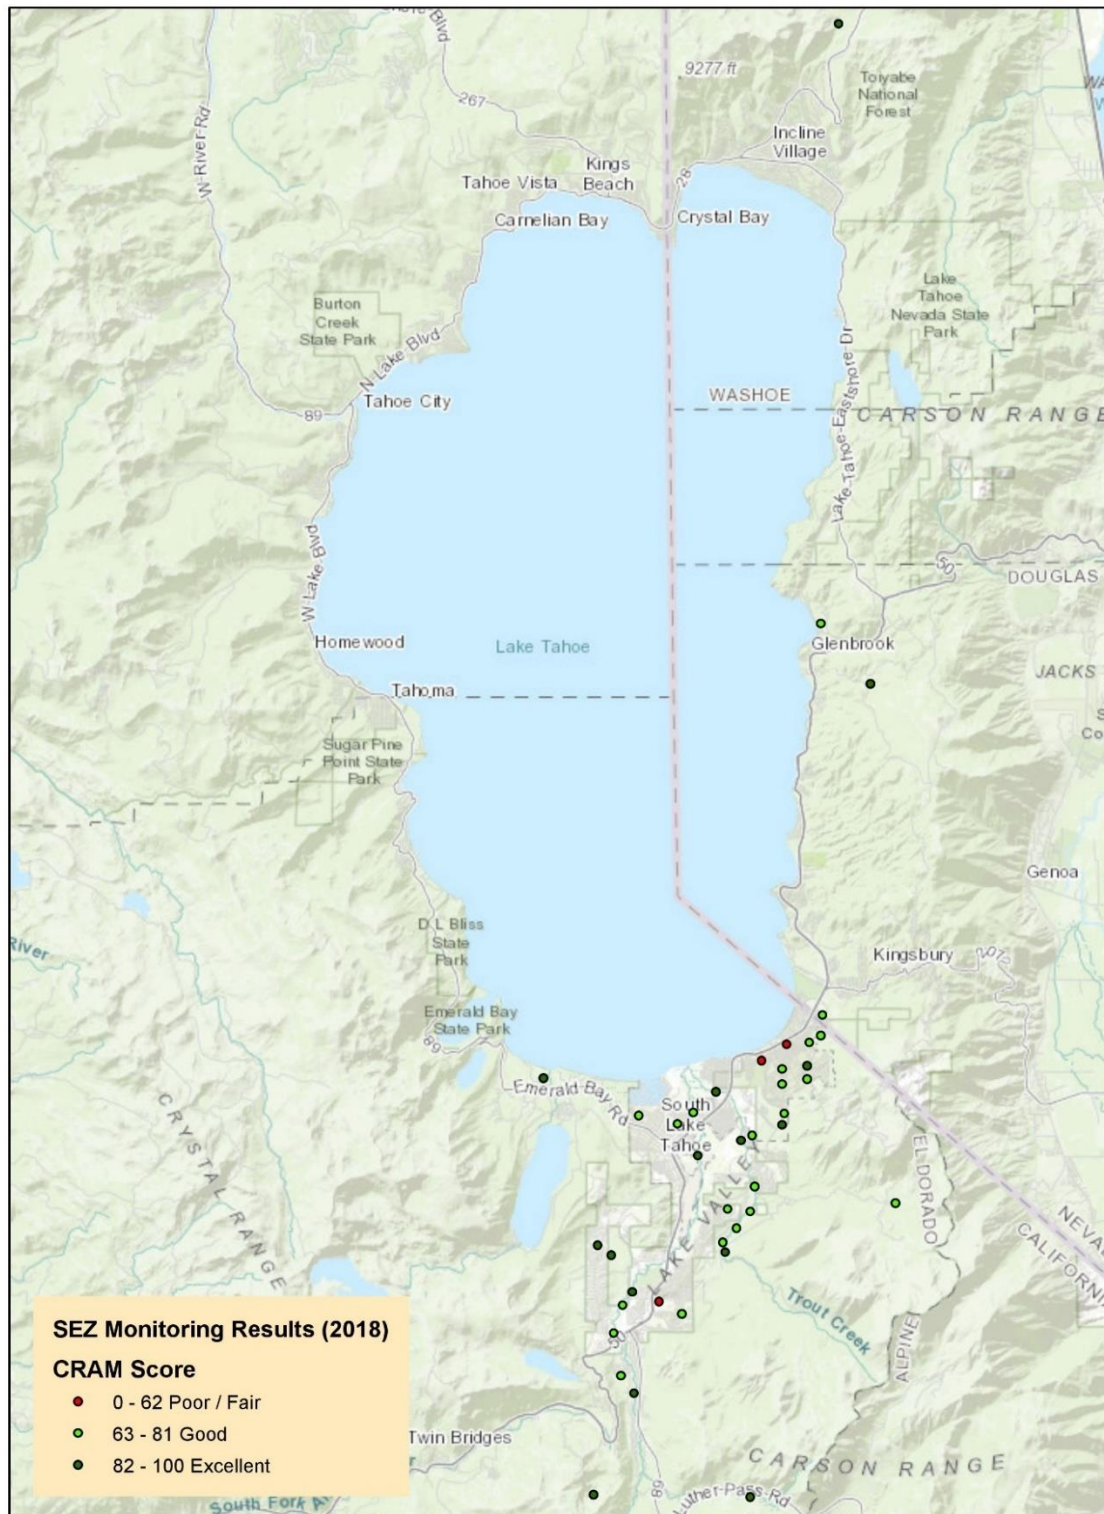 Blvd
9277 ft
Toiyabe
National
Forest
267
W-River-Rd
Incline
Village
Kings
Beach
Tahoe Vista
28
Carnelian Bay
Crystal Bay
Lake
Tahoe
Nevada State
Park
Burton
Creek
State Park
N-Lake-Blvd
Lake-Tahoe-Eastshore-Dr
Tahoe City
WASHOE
89
CARSON RANGE
W-Lake-Blvd
50
DOUGLAS
Homewood
Lake Tahoe
Glenbrook
JACKS
Tahoma
Sugar Pine
Point State
Park
Genoa
D L Bliss
State
Park
River
Kingsbury
207
Emerald Bay
State Park
89
Emerald Bay Rd
South
Lake
Tahoe
CRYSTAL RANGE
LAKE VALLEY
EL DORADO
CALIFORNIA
Trout Creek
ALPINE
50
SEZ Monitoring Results (2018)
CRAM Score
0 - 62 Poor / Fair
63 - 81 Good
82 - 100 Excellent
Twin Bridges
CARSON RANGE
South Fork
89
Luther-Pass-Rd